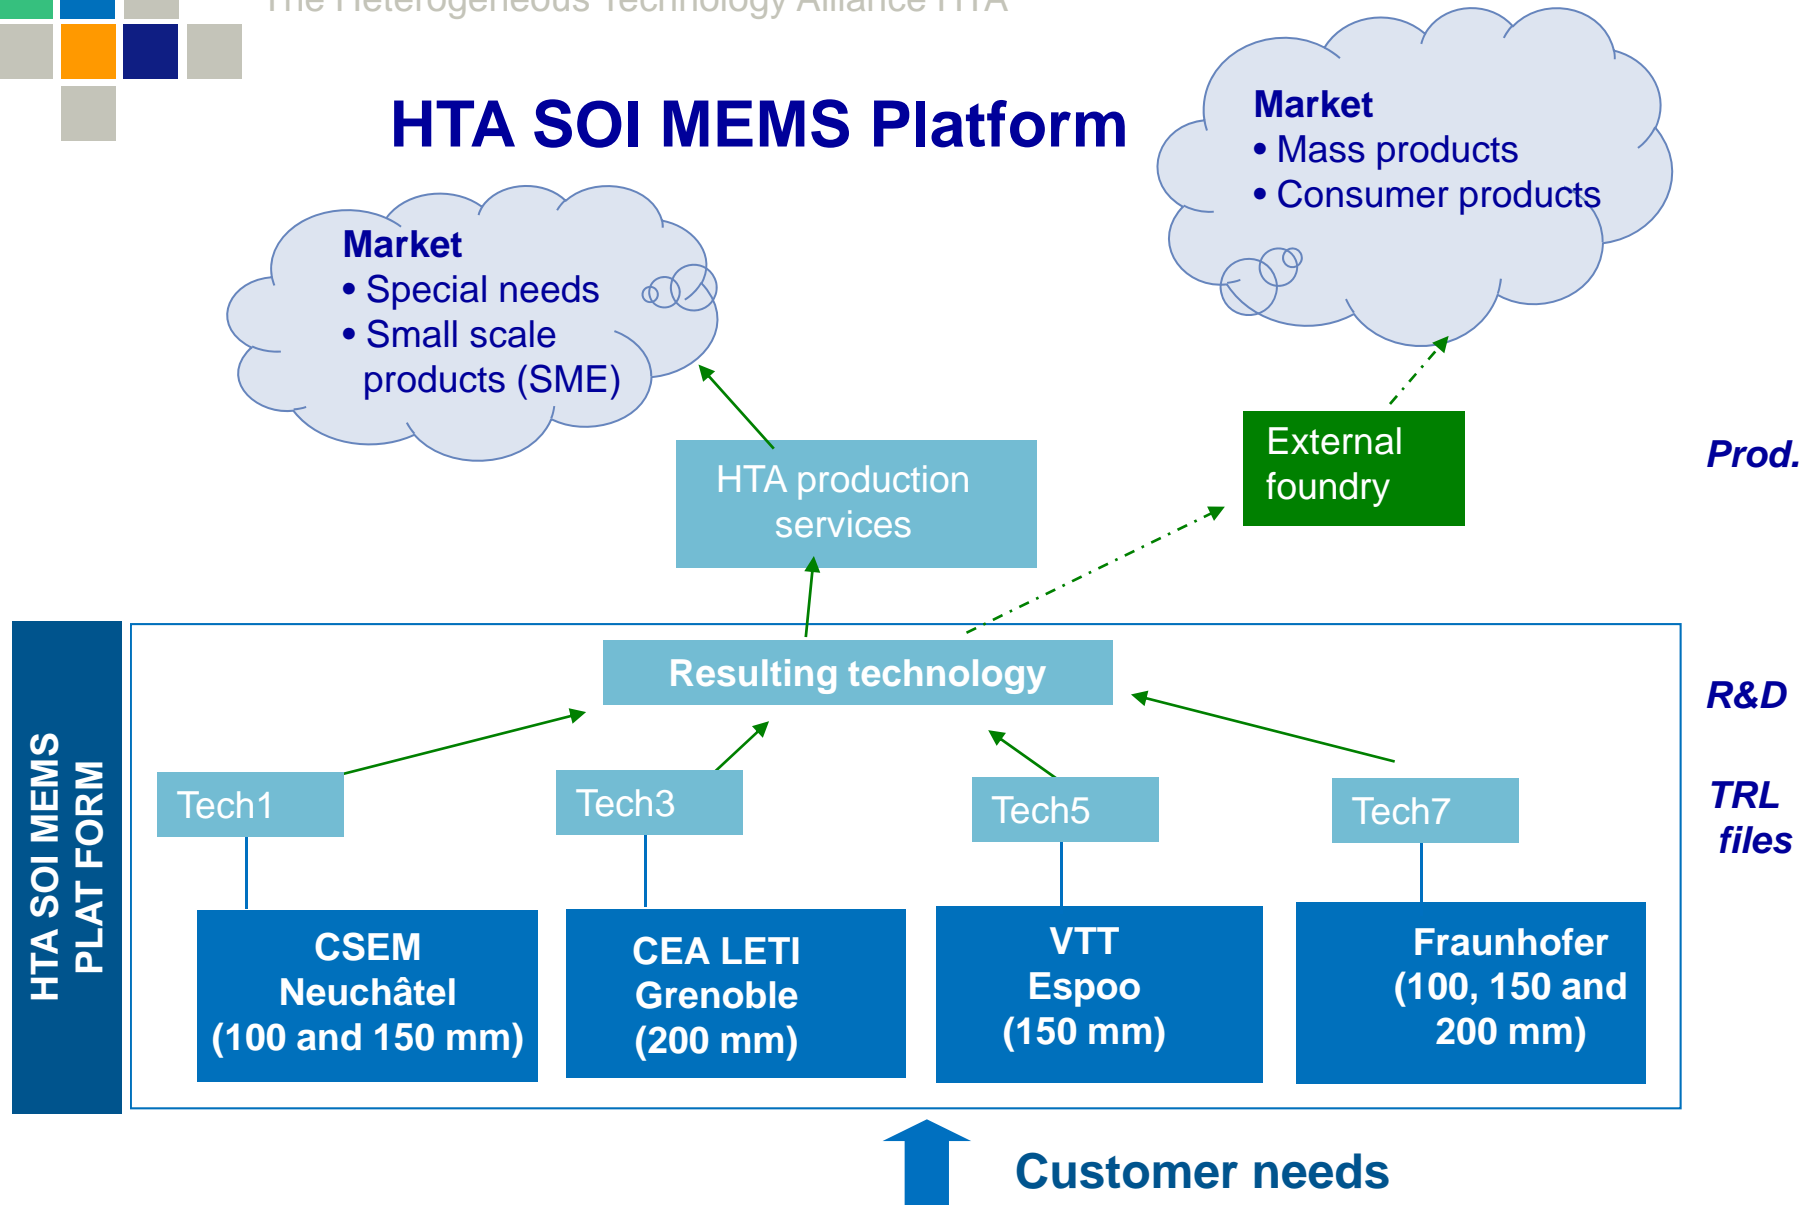 The Heterogeneous Technology Alliance HTA
HTA SOI MEMS Platform
Market
• Mass products
• Consumer products
Market
• Special needs
• Small scale
products (SME)
HTA production
services
External
foundry
Prod.
Resulting technology
R&D
Tech1
Tech3
Tech5
Tech7
TRL
files
HTA SOI MEMS
PLAT FORM
CSEM
Neuchâtel
(100 and 150 mm)
CEA LETI
Grenoble
(200 mm)
VTT
Espoo
(150 mm)
Fraunhofer
(100, 150 and
200 mm)
Customer needs